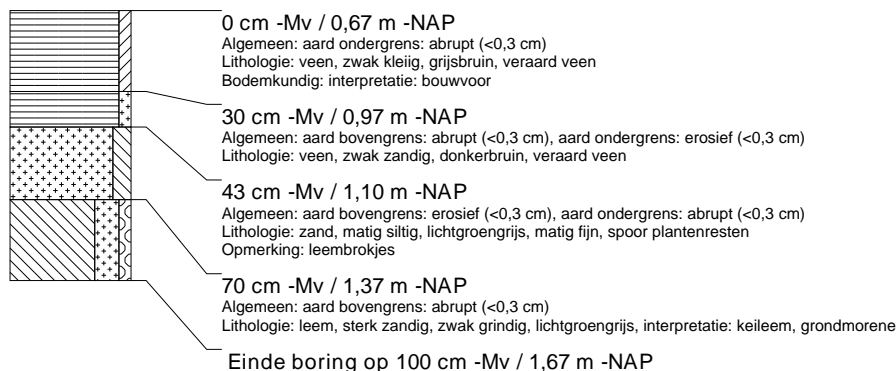 0 cm -Mv / 0,67 m -NAP
Algemeen: aard ondergrens: abrupt (<0,3 cm)
Lithologie: veen, zwak kleiig, grijsbruin, veraard veen
Bodemkundig: interpretatie: bouwvoor
30 cm -Mv / 0,97 m -NAP
Algemeen: aard bovengrens: abrupt (<0,3 cm), aard ondergrens: erosief (<0,3 cm)
Lithologie: veen, zwak zandig, donkerbruin, veraard veen
43 cm -Mv / 1,10 m -NAP
Algemeen: aard bovengrens: erosief (<0,3 cm), aard ondergrens: abrupt (<0,3 cm)
Lithologie: zand, matig siltig, lichtgroengrijs, matig fijn, spoor plantenresten
Opmerking: leembrokjes
70 cm -Mv / 1,37 m -NAP
Algemeen: aard bovengrens: abrupt (<0,3 cm)
Lithologie: leem, sterk zandig, zwak grindig, lichtgroengrijs, interpretatie: keileem, grondmorene
Einde boring op 100 cm -Mv / 1,67 m -NAP